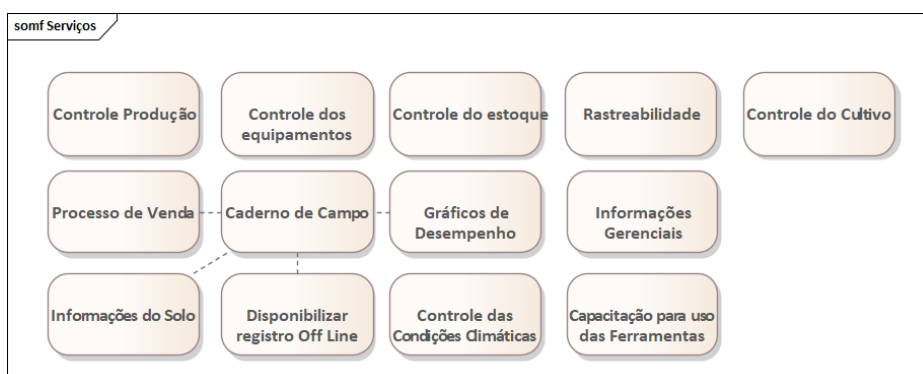 somf Serviços
Controle Produção
Controle dos
equipamentos
Controle do estoque
Rastreabilidade
Controle do Cultivo
Processo de Venda
Caderno de Campo
Gráficos de
Desempenho
Informações
Gerenciais
Informações do Solo
Disponibilizar
registro Off Line
Controle das
Condições Climáticas
Capacitação para uso
das Ferramentas